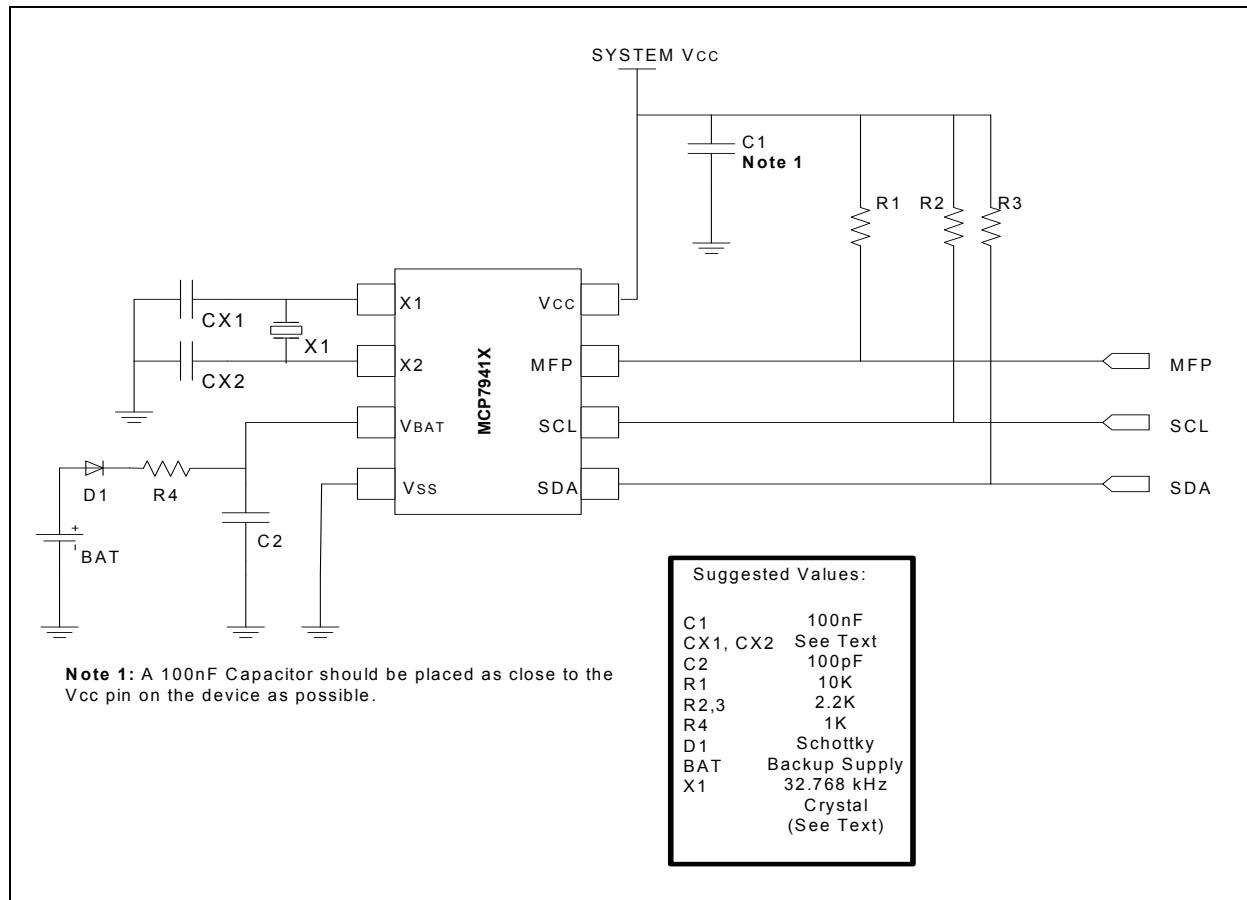 SYSTEM VCC
C1
Note 1
R1
R2
R3
X1
VCC
CX1
X1
X2
MFP
MFP
CX2
MCP7941X
VBAT
SCL
SCL
D1
R4
VSS
SDA
SDA
+
-
BAT
C2
Suggested Values:
C1 100nF
CX1, CX2 See Text
C2 100pF
R1 10K
R2,3 2.2K
R4 1K
D1 Schottky
BAT Backup Supply
X1 32.768 kHz
Crystal
(See Text)
Note 1: A 100nF Capacitor should be placed as close to the
Vcc pin on the device as possible.